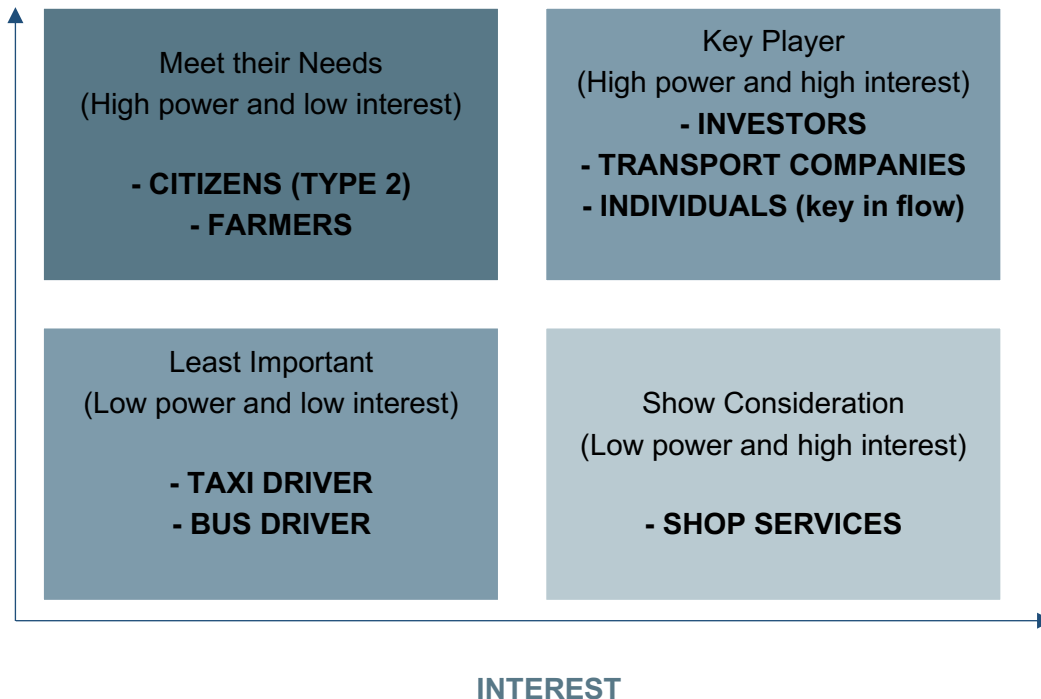 Meet their Needs
(High power and low interest)
- CITIZENS (TYPE 2)
- FARMERS
Key Player
(High power and high interest)
- INVESTORS
- TRANSPORT COMPANIES
- INDIVIDUALS (key in flow)
Least Important
(Low power and low interest)
- TAXI DRIVER
- BUS DRIVER
Show Consideration
(Low power and high interest)
- SHOP SERVICES
INTEREST